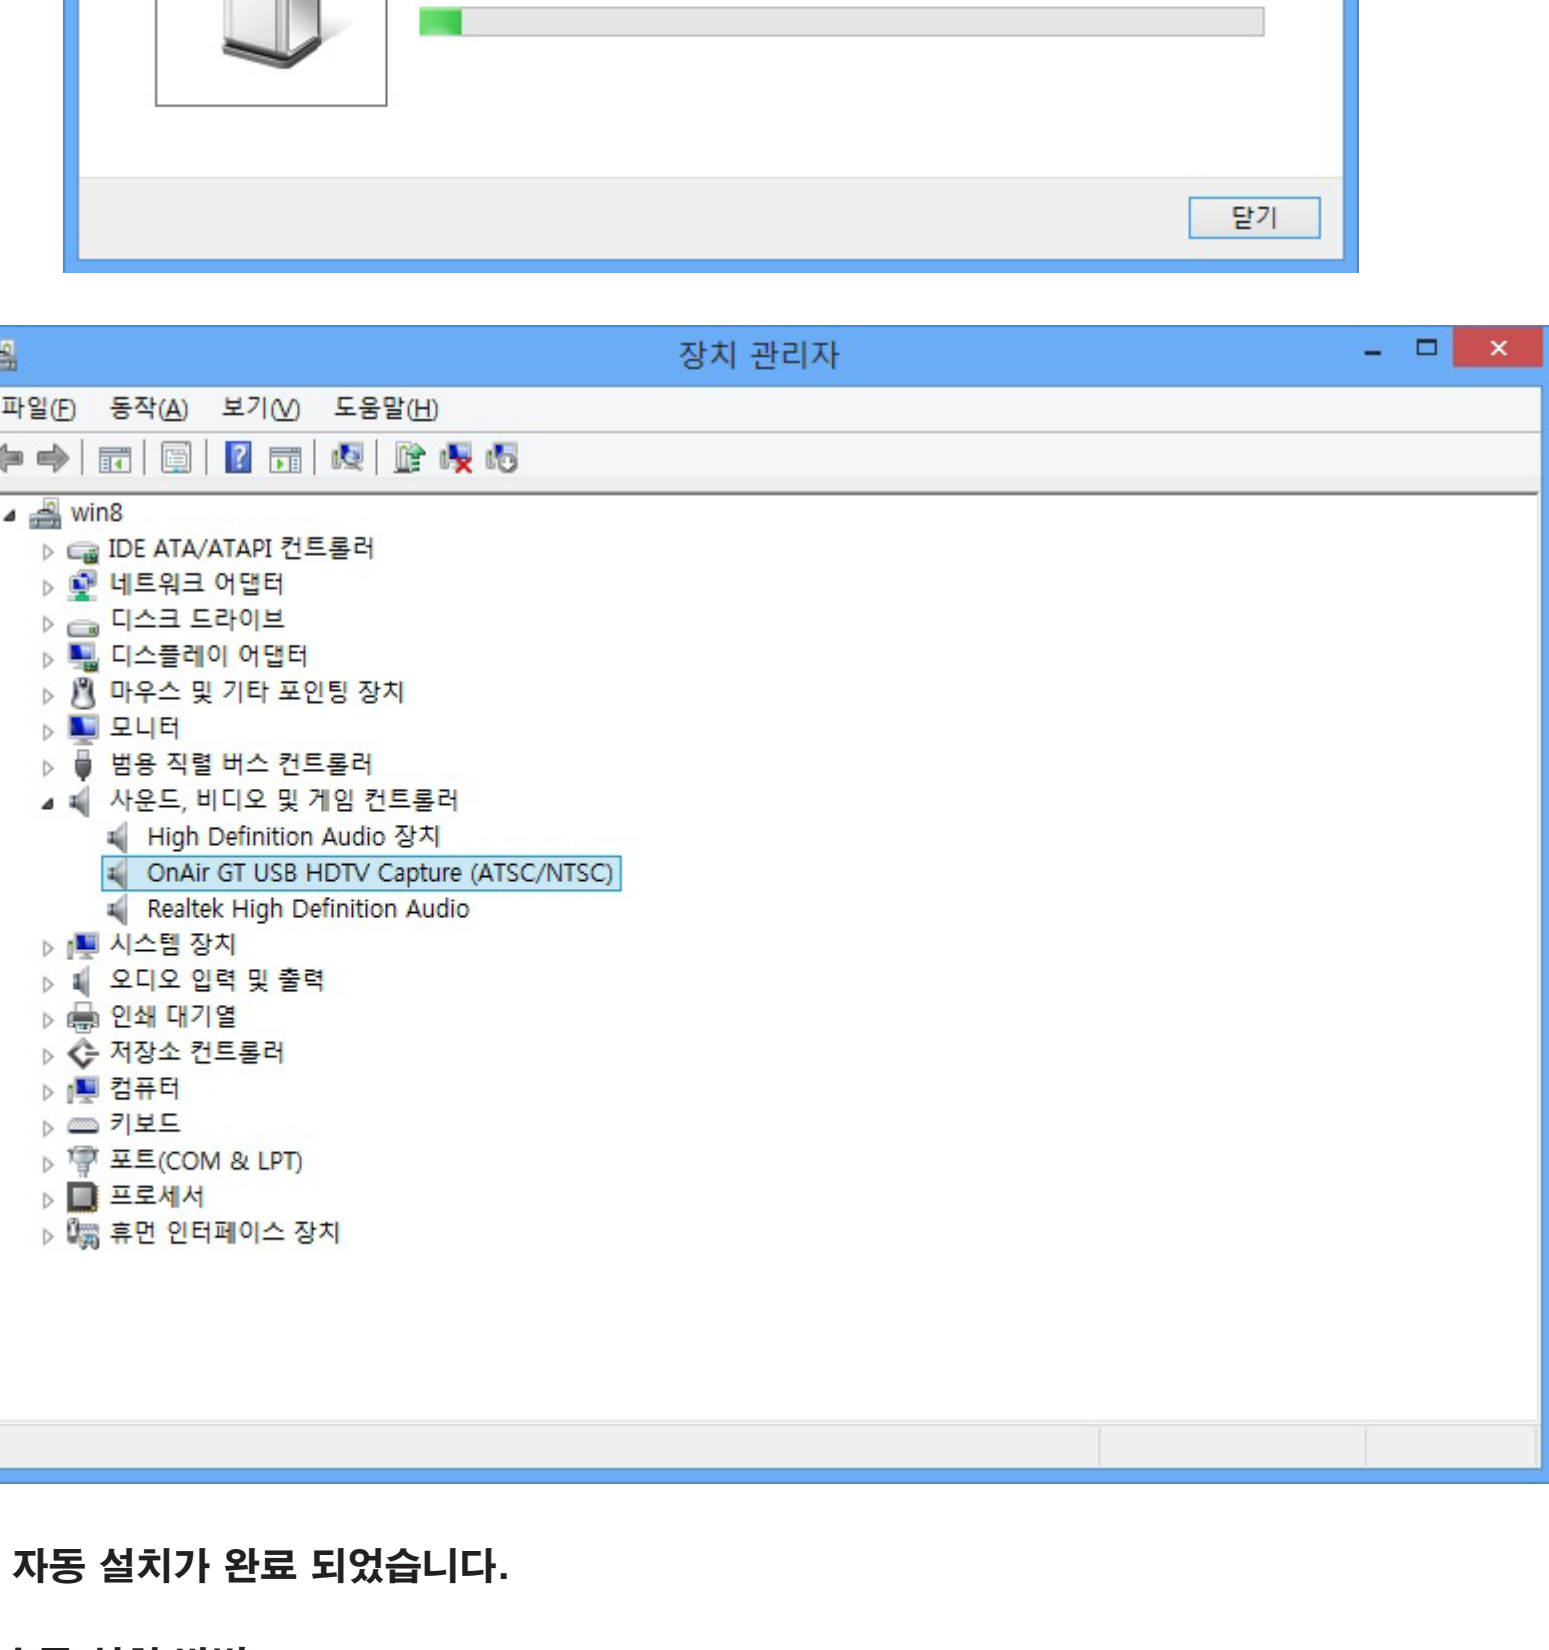 닫기
장치 관리자
파일(F) 동작(A) 보기(V) 도움말(H)
win8
IDE ATA/ATAPI 컨트롤러
네트워크 어댑터
디스크 드라이브
디스플레이 어댑터
마우스 및 기타 포인팅 장치
모니터
범용 직렬 버스 컨트롤러
사운드, 비디오 및 게임 컨트롤러
High Definition Audio 장치
OnAir GT USB HDTV Capture (ATSC/NTSC)
Realtek High Definition Audio
시스템 장치
오디오 입력 및 출력
인쇄 대기열
저장소 컨트롤러
컴퓨터
키보드
포트(COM & LPT)
프로세서
휴먼 인터페이스 장치
자동 설치가 완료 되었습니다.